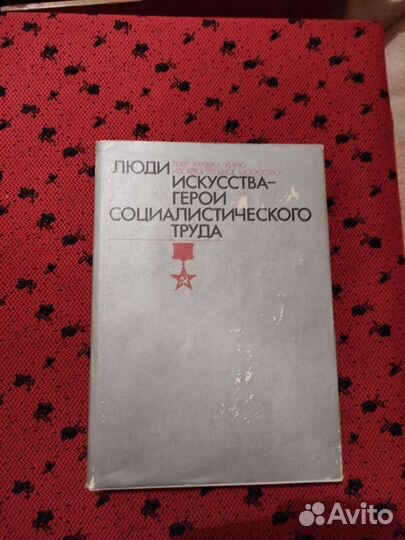 ТЕАТР МУЗЫКА КИНО
ИЗОБРАЗИТЕЛЬНОЕ ИСКУССТВО
ЛЮДИ
ИСКУССТВА–
ГЕРОИ
СОЦИАЛИСТИЧЕСКОГО
ТРУДА
Avito